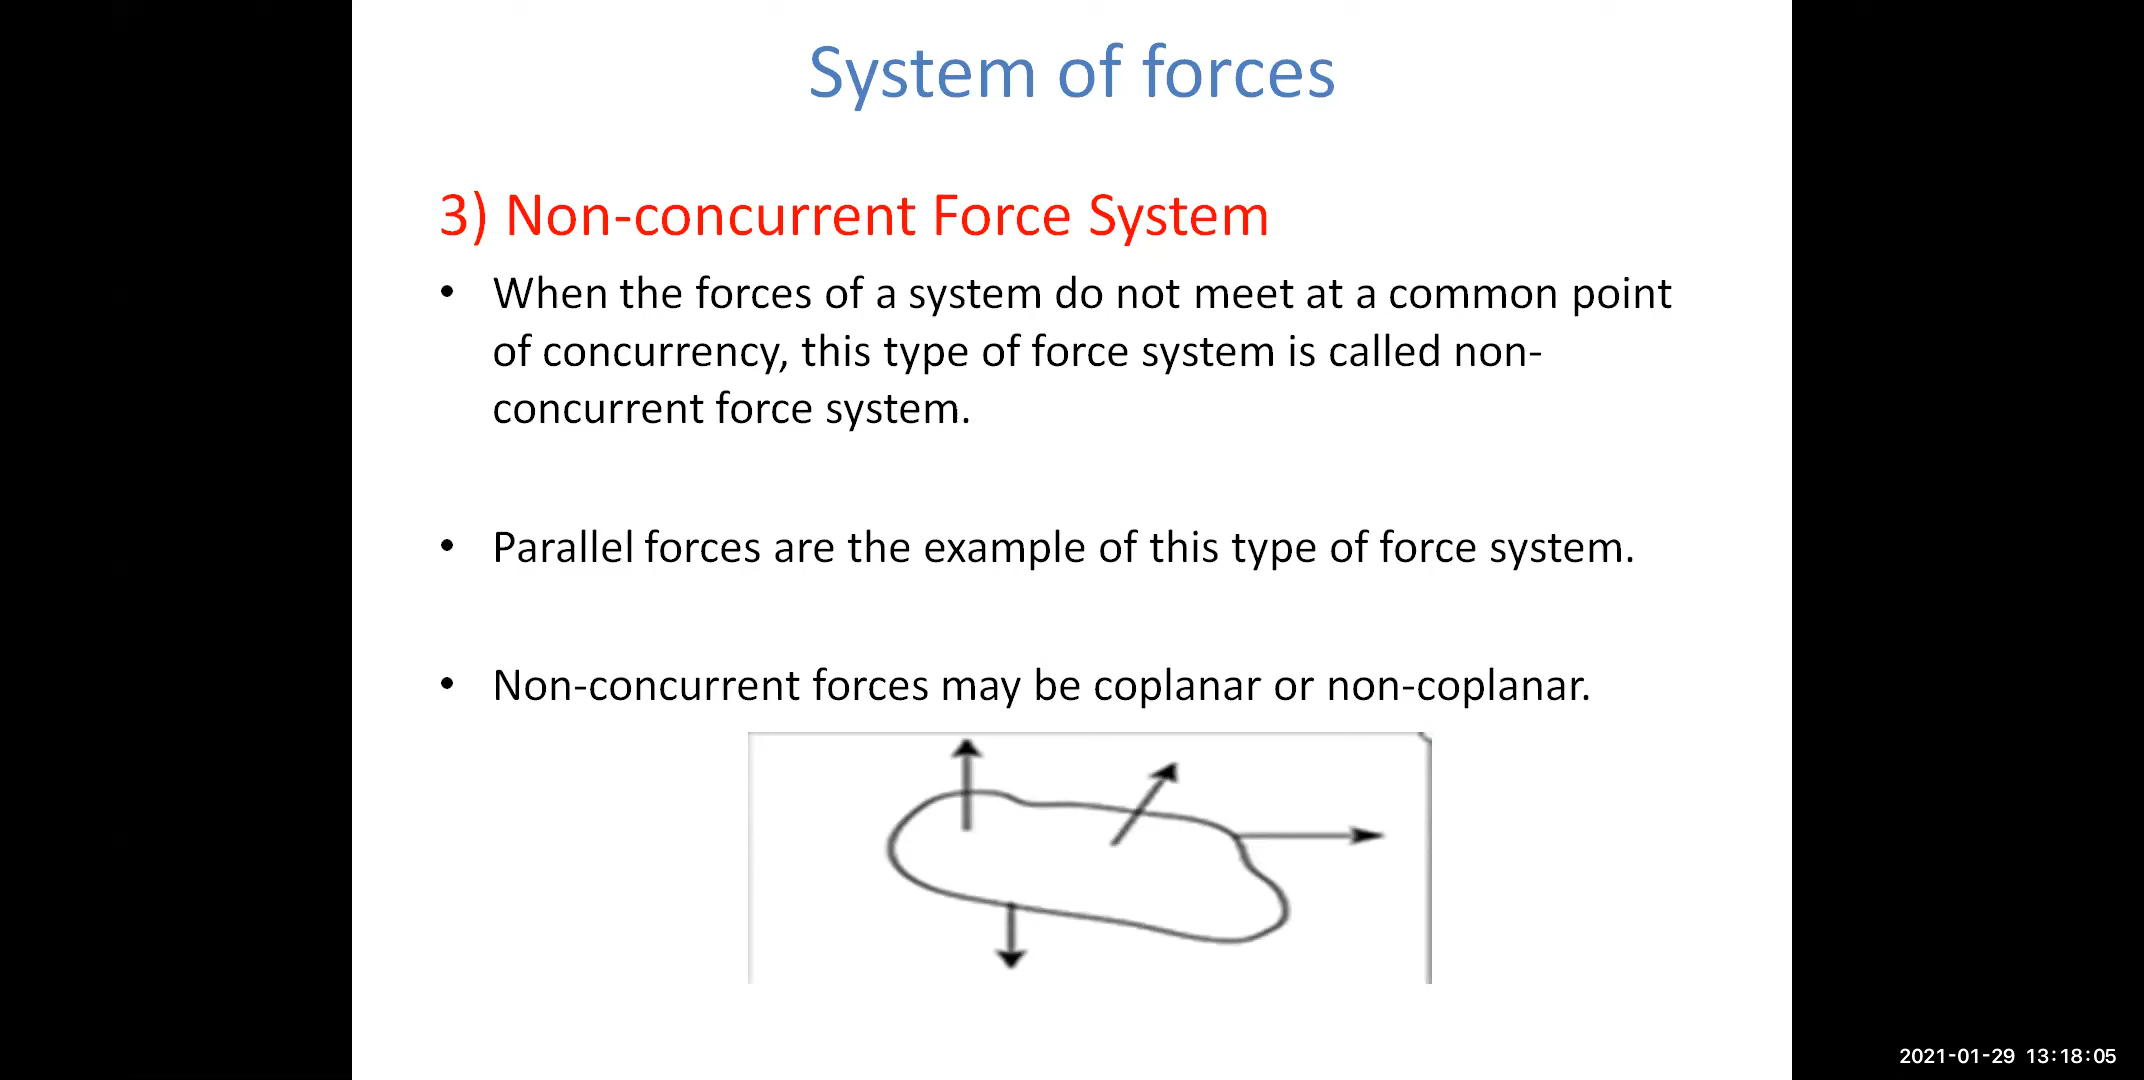 System of forces
3) Non-concurrent Force System
• When the forces of a system do not meet at a common point
of concurrency, this type of force system is called non-
concurrent force system.
• Parallel forces are the example of this type of force system.
• Non-concurrent forces may be coplanar or non-coplanar.
2021-01-29 13:18:05